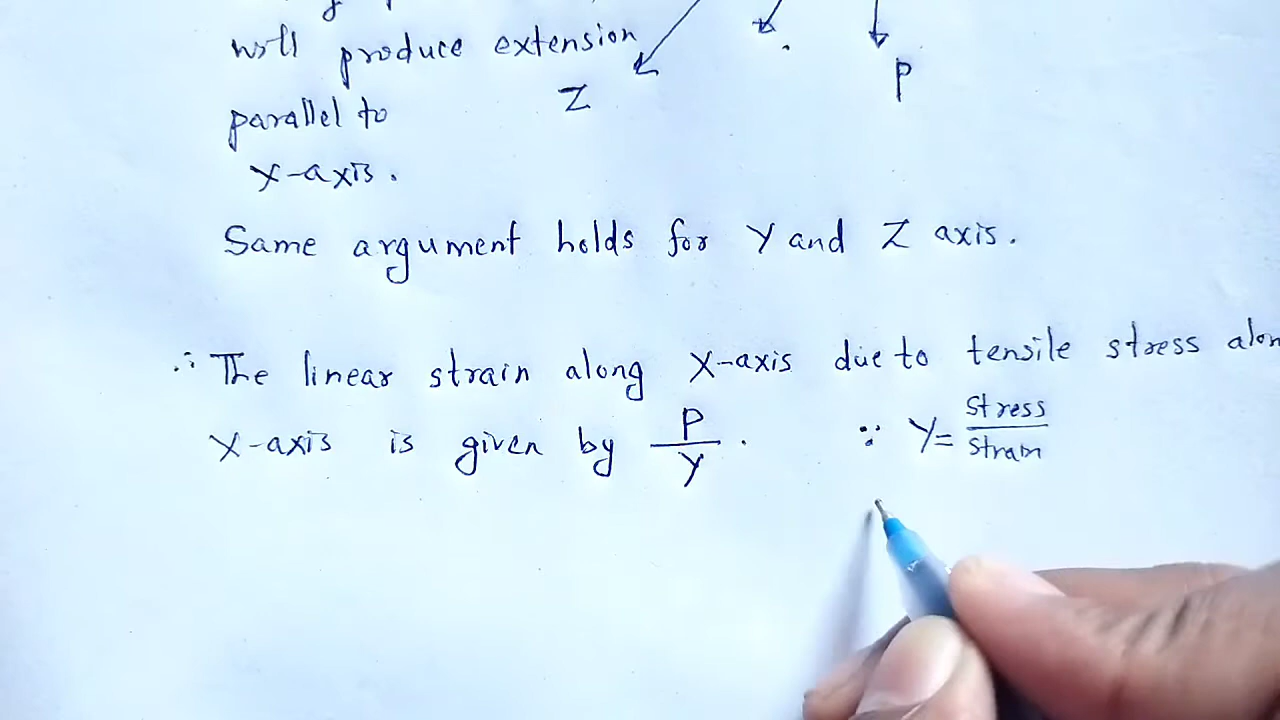 will produce extension
Z
P
parallel to
X-axis.
Same argument holds for Y and Z axis.
∴ The linear strain along X-axis due to tensile stress alon
X-axis is given by P/Y. ∵ Y = stress/strain